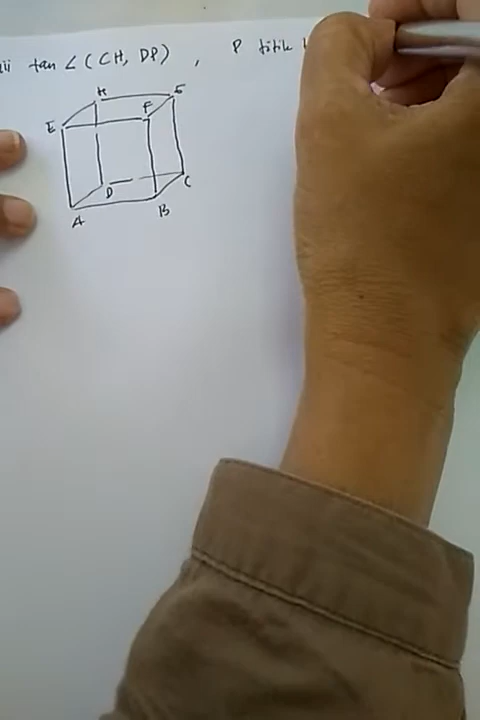 tan ∠ (CH, DP) , P titik
H G
E F
D C
A B